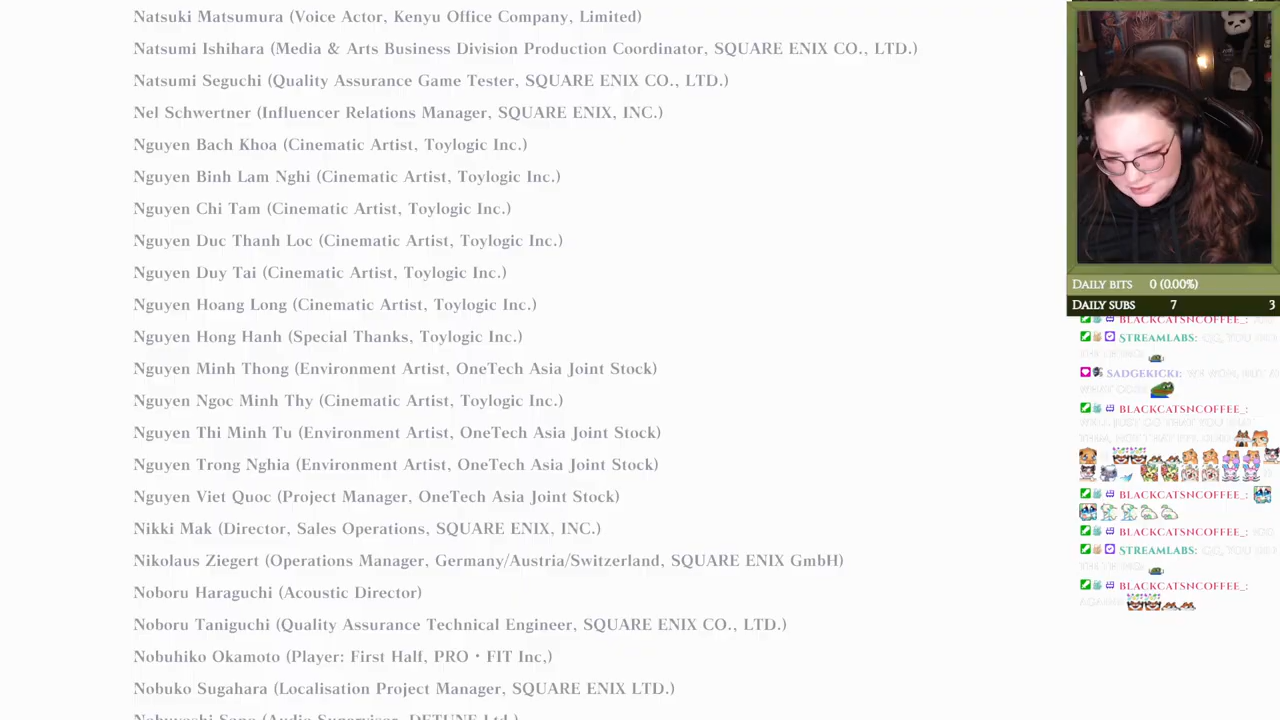 Natsuki Matsumura (Voice Actor, Kenyu Office Company, Limited)
Natsumi Ishihara (Media & Arts Business Division Production Coordinator, SQUARE ENIX CO., LTD.)
Natsumi Seguchi (Quality Assurance Game Tester, SQUARE ENIX CO., LTD.)
Nel Schwertner (Influencer Relations Manager, SQUARE ENIX, INC.)
Nguyen Bach Khoa (Cinematic Artist, Toylogic Inc.)
Nguyen Binh Lam Nghi (Cinematic Artist, Toylogic Inc.)
Nguyen Chi Tam (Cinematic Artist, Toylogic Inc.)
Nguyen Duc Thanh Loc (Cinematic Artist, Toylogic Inc.)
Nguyen Duy Tai (Cinematic Artist, Toylogic Inc.)
Nguyen Hoang Long (Cinematic Artist, Toylogic Inc.)
Nguyen Hong Hanh (Special Thanks, Toylogic Inc.)
Nguyen Minh Thong (Environment Artist, OneTech Asia Joint Stock)
Nguyen Ngoc Minh Thy (Cinematic Artist, Toylogic Inc.)
Nguyen Thi Minh Tu (Environment Artist, OneTech Asia Joint Stock)
Nguyen Trong Nghia (Environment Artist, OneTech Asia Joint Stock)
Nguyen Viet Quoc (Project Manager, OneTech Asia Joint Stock)
Nikki Mak (Director, Sales Operations, SQUARE ENIX, INC.)
Nikolaus Ziegert (Operations Manager, Germany/Austria/Switzerland, SQUARE ENIX GmbH)
Noboru Haraguchi (Acoustic Director)
Noboru Taniguchi (Quality Assurance Technical Engineer, SQUARE ENIX CO., LTD.)
Nobuhiko Okamoto (Player: First Half, PRO・FIT Inc,)
Nobuko Sugahara (Localisation Project Manager, SQUARE ENIX LTD.)
Nobuyoshi Sano (Audio Supervisor, DETUNE Ltd.)
DAILY BITS 0 (0.00%)
DAILY SUBS 7 3
BLACKCATSNCOFFEE_:
STREAMLABS:
SADGEKICK1:
BLACKCATSNCOFFEE_:
BLACKCATSNCOFFEE_:
BLACKCATSNCOFFEE_:
STREAMLABS:
BLACKCATSNCOFFEE_: